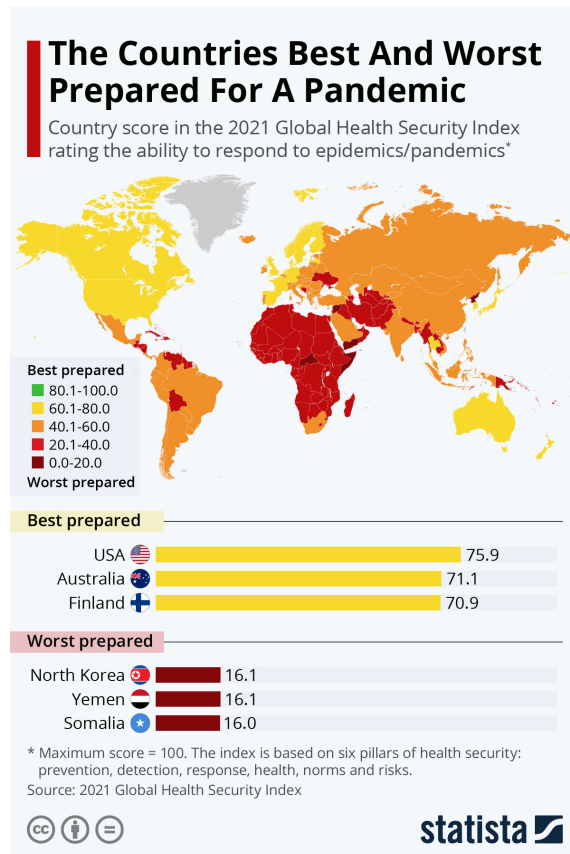 The Countries Best And Worst
Prepared For A Pandemic
Country score in the 2021 Global Health Security Index
rating the ability to respond to epidemics/pandemics*
Best prepared
80.1-100.0
60.1-80.0
40.1-60.0
20.1-40.0
0.0-20.0
Worst prepared
Best prepared
USA 75.9
Australia 71.1
Finland 70.9
Worst prepared
North Korea 16.1
Yemen 16.1
Somalia 16.0
* Maximum score = 100. The index is based on six pillars of health security:
prevention, detection, response, health, norms and risks.
Source: 2021 Global Health Security Index
cc
statista